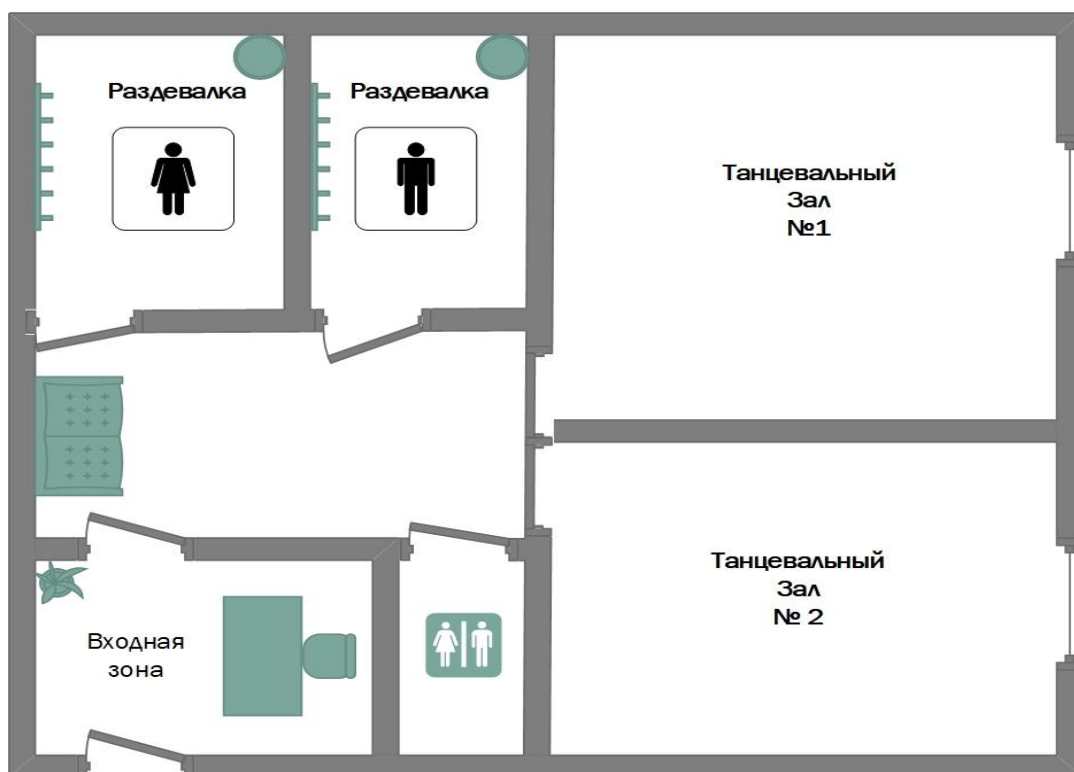 Раздевалка
Раздевалка
Танцевальный
Зал
№1
Танцевальный
Зал
№ 2
Входная
зона